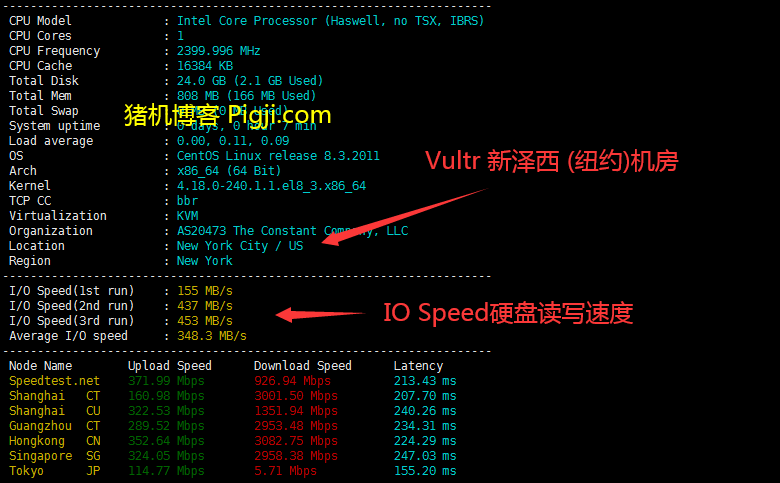 CPU Model : Intel Core Processor (Haswell, no TSX, IBRS)
CPU Cores : 1
CPU Frequency : 2399.996 MHz
CPU Cache : 16384 KB
Total Disk : 24.0 GB (2.1 GB Used)
Total Mem : 808 MB (166 MB Used)
猪机博客 Pigji.com
Total Swap Used)
System uptime : 0 days, 0 hour 7 min
Load average : 0.00, 0.11, 0.09
OS : CentOS Linux release 8.3.2011
Arch : x86_64 (64 Bit)
Vultr 新泽西 (纽约)机房
Kernel : 4.18.0-240.1.1.el8_3.x86_64
TCP CC : bbr
Virtualization : KVM
Organization : AS20473 The Constant Company, LLC
Location : New York City / US
Region : New York
I/O Speed(1st run) : 155 MB/s
I/O Speed(2nd run) : 437 MB/s
I/O Speed(3rd run) : 453 MB/s
IO Speed硬盘读写速度
Average I/O speed : 348.3 MB/s
Node Name Upload Speed Download Speed Latency
Speedtest.net 371.99 Mbps 926.94 Mbps 213.43 ms
Shanghai CT 160.98 Mbps 3001.50 Mbps 207.70 ms
Shanghai CU 322.53 Mbps 1351.94 Mbps 240.26 ms
Guangzhou CT 289.52 Mbps 2953.48 Mbps 234.31 ms
Hongkong CN 352.64 Mbps 3082.75 Mbps 224.29 ms
Singapore SG 324.05 Mbps 2958.38 Mbps 247.03 ms
Tokyo JP 114.77 Mbps 5.71 Mbps 155.20 ms